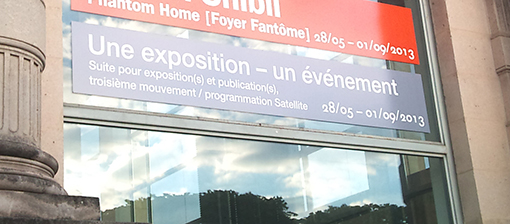 Phantom Home [Foyer Fantôme] 28/05 – 01/09/2013
Une exposition – un événement
Suite pour exposition(s) et publication(s),
troisième mouvement / programmation Satellite 28/05 – 01/09/2013